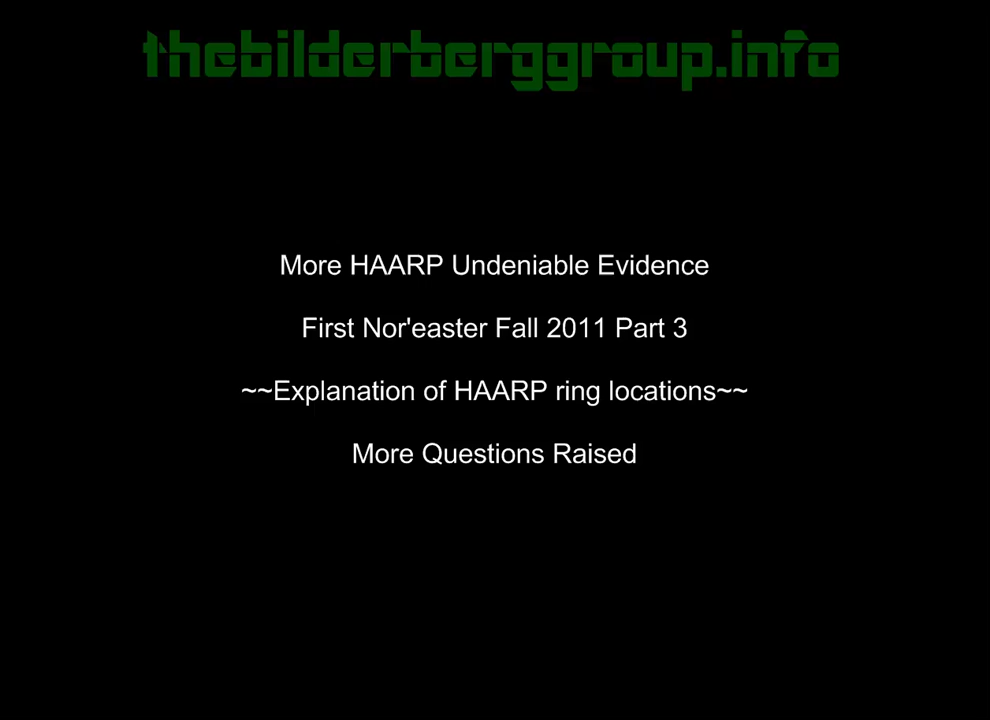 thebilderberggroup.info
More HAARP Undeniable Evidence
First Nor'easter Fall 2011 Part 3
~~Explanation of HAARP ring locations~~
More Questions Raised